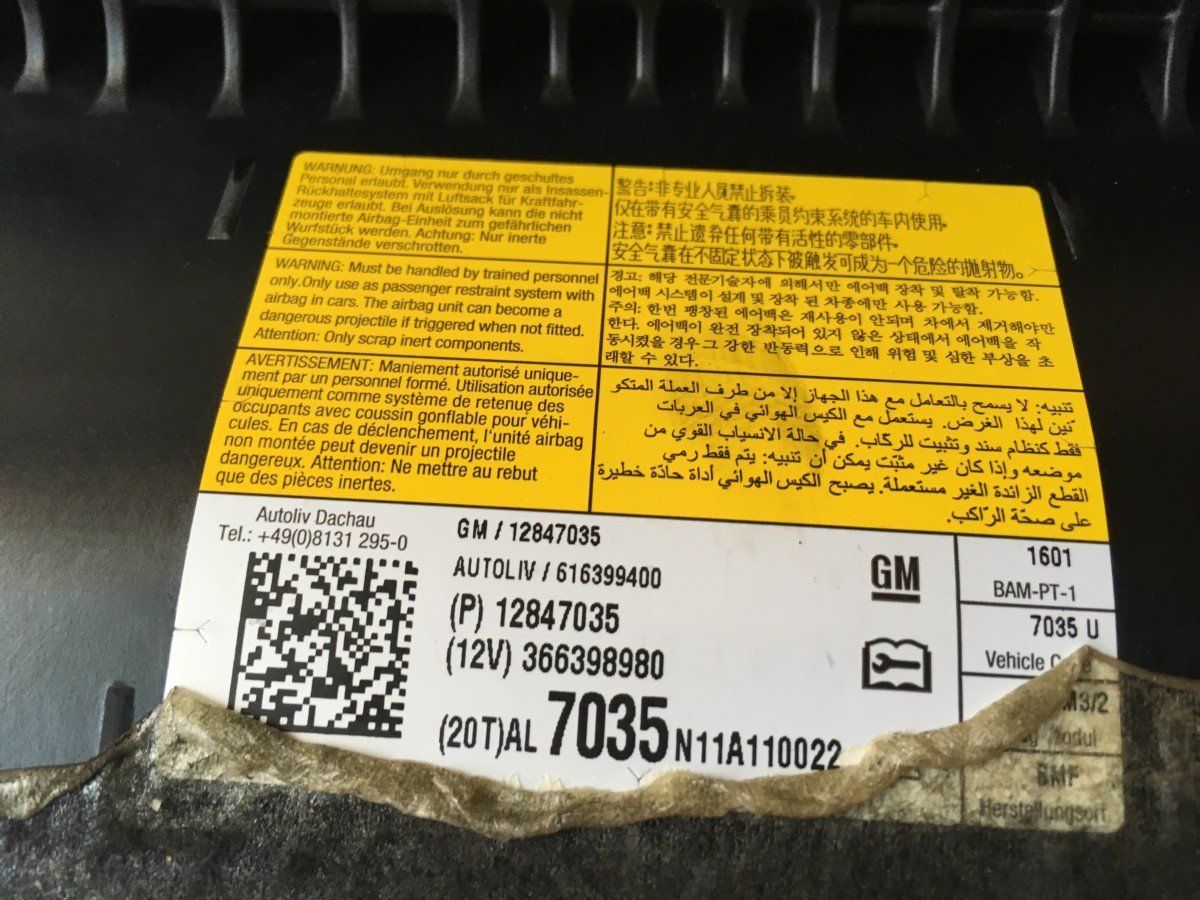 WARNUNG: Umgang nur durch geschultes
Personal erlaubt. Verwendung nur als Insassen-
Rückhaltesystem mit Luftsack für Kraftfahr-
zeuge erlaubt. Bei Auslösung kann die nicht
montierte Airbag-Einheit zum gefährlichen
Wurfstück werden. Achtung: Nur inerte
Gegenstände verschrotten.
WARNING: Must be handled by trained personnel
only.Only use as passenger restraint system with
airbag in cars. The airbag unit can become a
dangerous projectile if triggered when not fitted.
Attention: Only scrap inert components.
AVERTISSEMENT: Maniement autorisé unique-
ment par un personnel formé. Utilisation autorisée
uniquement comme système de retenue des
occupants avec coussin gonflable pour véhi-
cules. En cas de déclenchement, l'unité airbag
non montée peut devenir un projectile
dangereux. Attention: Ne mettre au rebut
que des pièces inertes.
警告:非专业人员禁止拆装。
仅在带有安全气囊的乘员约束系统的车内使用。
注意:禁止遗弃任何带有活性的零部件。
安全气囊在不固定状态下被触发可成为一个危险的抛射物。
경고: 해당 전문기술자에 의해서만 에어백 장착 및 탈착 가능함.
에어백 시스템이 설계 및 장착 된 차종에만 사용 가능함.
주의: 한번 팽창된 에어백은 재사용이 안되며 차에서 제거해야만
한다. 에어백이 완전 장착되어 있지 않은 상태에서 에어백을 작
동시켰을 경우 그 강한 반동력으로 인해 위험 및 심한 부상을 초
래할 수 있다.
تنبيه: لا يسمح بالتعامل مع هذا الجهاز إلا من طرف العملة المتكو
نين لهذا الغرض. يستعمل مع الكيس الهوائي في العربات
فقط كنظام سند وتثبيت للركاب. في حالة الانسياب القوي من
موضعه وإذا كان غير مثبّت يمكن أن تنبيه: يتم فقط رمي
القطع الزائدة الغير مستعملة. يصبح الكيس الهوائي أداة حادّة خطيرة
على صحّة الرّاكب.
Autoliv Dachau
Tel.: +49(0)8131 295-0
GM / 12847035
AUTOLIV / 616399400
(P) 12847035
(12V) 366398980
(20T)AL 7035 N11A110022
GM
1601
BAM-PT-1
7035 U
Vehicle
M3/2
BMF
Herstellungsort